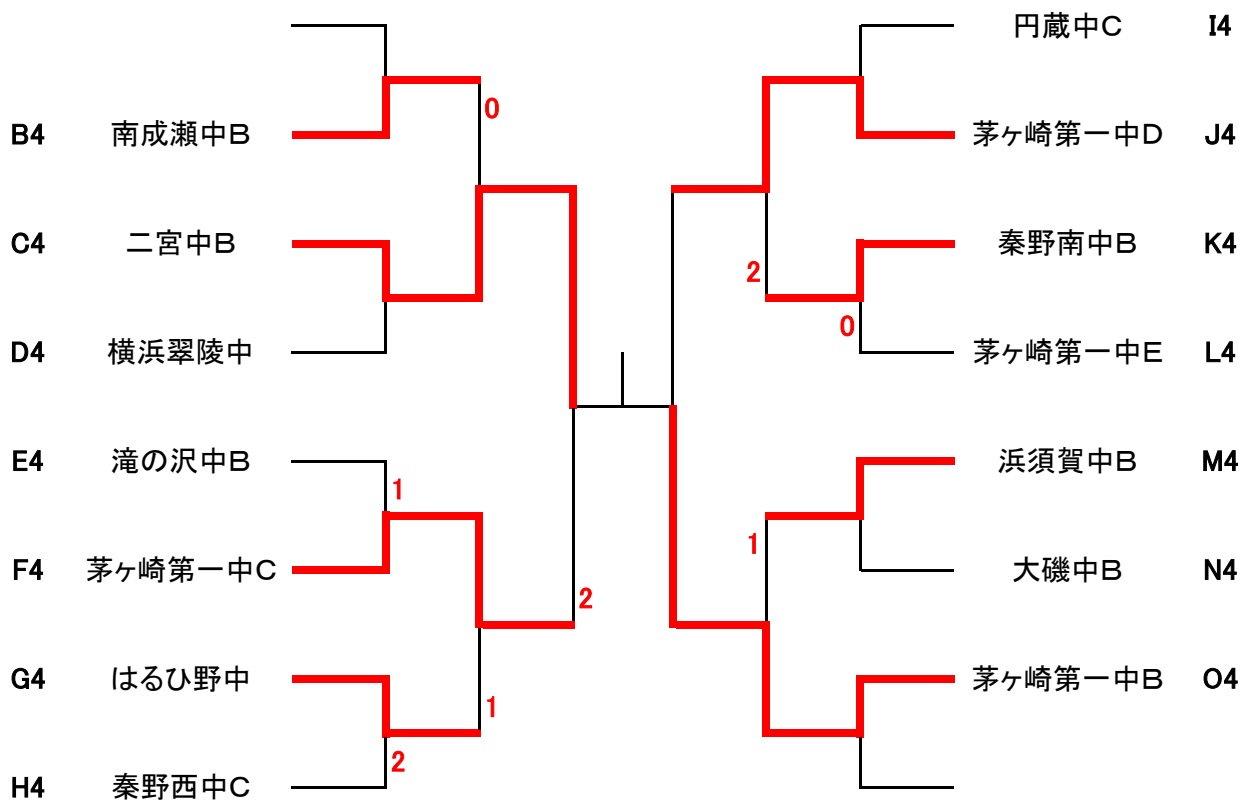 円蔵中C I4
0
B4 南成瀬中B 茅ヶ崎第一中D J4
C4 二宮中B 秦野南中B K4
2
0
D4 横浜翠陵中 茅ヶ崎第一中E L4
E4 滝の沢中B 浜須賀中B M4
1
1
F4 茅ヶ崎第一中C 大磯中B N4
2
G4 はるひ野中 茅ヶ崎第一中B O4
1
2
H4 秦野西中C